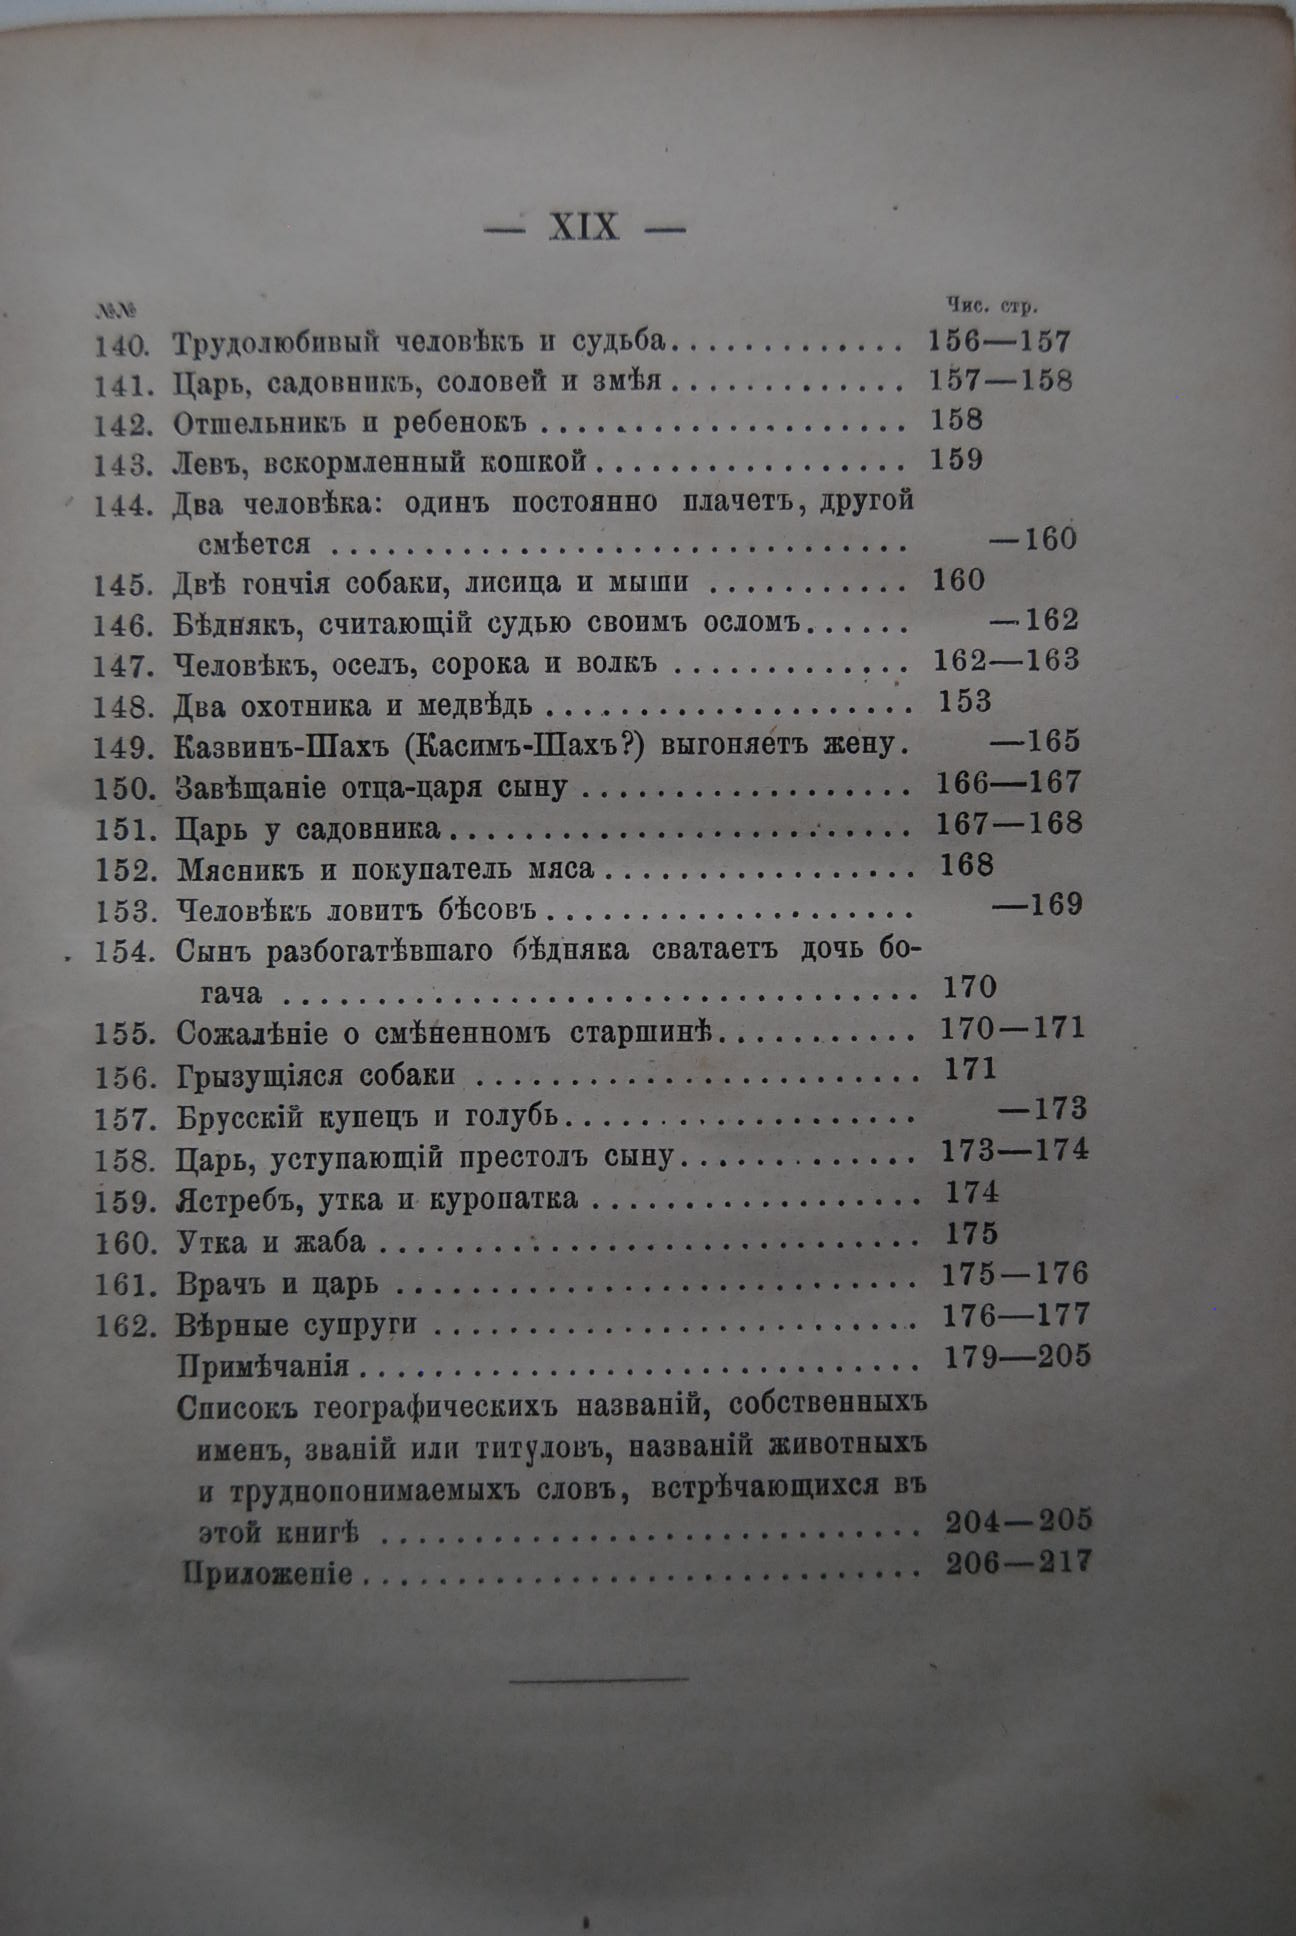 — XIX —
№№ Чис. стр.
140. Трудолюбивый человѣкъ и судьба............. 156—157
141. Царь, садовникъ, соловей и змѣя............. 157—158
142. Отшельникъ и ребенокъ.................... 158
143. Левъ, вскормленный кошкой................. 159
144. Два человѣка: одинъ постоянно плачетъ, другой
смѣется ............................... —160
145. Двѣ гончія собаки, лисица и мыши ........... 160
146. Бѣднякъ, считающій судью своимъ осломъ...... —162
147. Человѣкъ, оселъ, сорока и волкъ ............. 162—163
148. Два охотника и медвѣдь .................... 153
149. Казвинъ-Шахъ (Касимъ-Шахъ?) выгоняетъ жену. —165
150. Завѣщаніе отца-царя сыну .................. 166—167
151. Царь у садовника......................... 167—168
152. Мясникъ и покупатель мяса................. 168
153. Человѣкъ ловитъ бѣсовъ.................... —169
154. Сынъ разбогатѣвшаго бѣдняка сватаетъ дочь бо-
гача .................................. 170
155. Сожалѣніе о смѣненномъ старшинѣ........... 170—171
156. Грызущіяся собаки ........................ 171
157. Брусскій купецъ и голубь................... —173
158. Царь, уступающій престолъ сыну............. 173—174
159. Ястребъ, утка и куропатка .................. 174
160. Утка и жаба ............................. 175
161. Врачъ и царь ............................ 175—176
162. Вѣрные супруги .......................... 176—177
Примѣчанія.............................. 179—205
Списокъ географическихъ названій, собственныхъ
именъ, званій или титуловъ, названій животныхъ
и труднопонимаемыхъ словъ, встрѣчающихся въ
этой книгѣ ............................. 204—205
Приложеніе.............................. 206—217